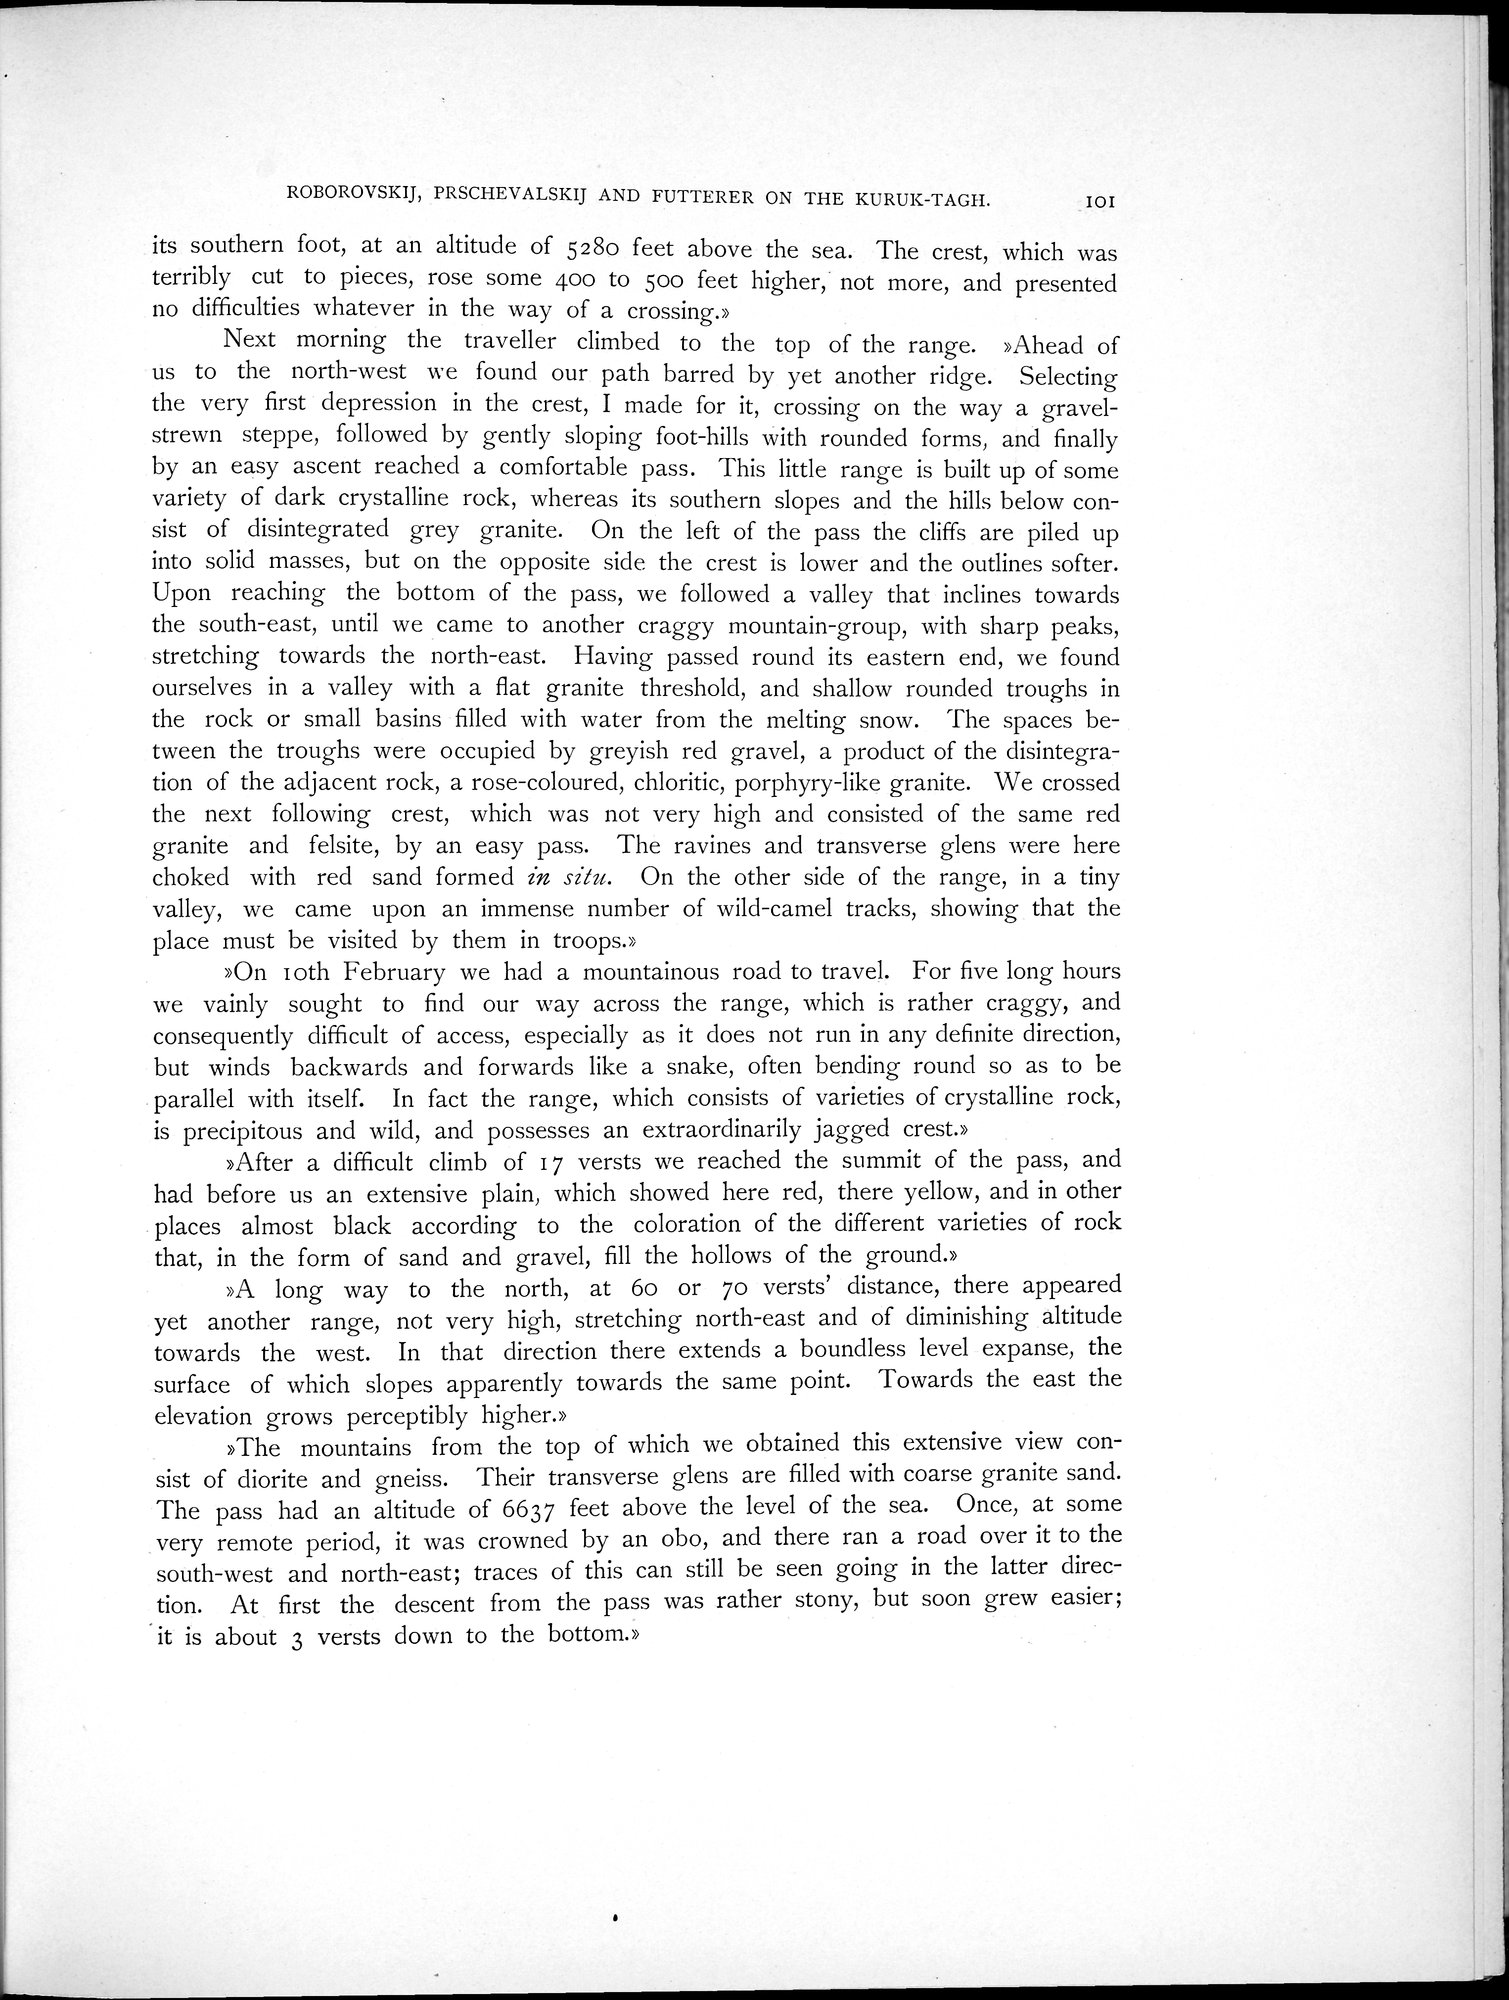 ROBOROVSKIJ, PRSCHEVALSKIJ AND FUTTERER ON THE KURUK-TAGH. 101
its southern foot, at an altitude of 5280 feet above the sea. The crest, which was
terribly cut to pieces, rose some 400 to 500 feet higher, not more, and presented
no difficulties whatever in the way of a crossing.»
Next morning the traveller climbed to the top of the range. »Ahead of
us to the north-west we found our path barred by yet another ridge. Selecting
the very first depression in the crest, I made for it, crossing on the way a gravel-
strewn steppe, followed by gently sloping foot-hills with rounded forms, and finally
by an easy ascent reached a comfortable pass. This little range is built up of some
variety of dark crystalline rock, whereas its southern slopes and the hills below con-
sist of disintegrated grey granite. On the left of the pass the cliffs are piled up
into solid masses, but on the opposite side the crest is lower and the outlines softer.
Upon reaching the bottom of the pass, we followed a valley that inclines towards
the south-east, until we came to another craggy mountain-group, with sharp peaks,
stretching towards the north-east. Having passed round its eastern end, we found
ourselves in a valley with a flat granite threshold, and shallow rounded troughs in
the rock or small basins filled with water from the melting snow. The spaces be-
tween the troughs were occupied by greyish red gravel, a product of the disintegra-
tion of the adjacent rock, a rose-coloured, chloritic, porphyry-like granite. We crossed
the next following crest, which was not very high and consisted of the same red
granite and felsite, by an easy pass. The ravines and transverse glens were here
choked with red sand formed in situ. On the other side of the range, in a tiny
valley, we came upon an immense number of wild-camel tracks, showing that the
place must be visited by them in troops.»
»On 10th February we had a mountainous road to travel. For five long hours
we vainly sought to find our way across the range, which is rather craggy, and
consequently difficult of access, especially as it does not run in any definite direction,
but winds backwards and forwards like a snake, often bending round so as to be
parallel with itself. In fact the range, which consists of varieties of crystalline rock,
is precipitous and wild, and possesses an extraordinarily jagged crest.»
»After a difficult climb of 17 versts we reached the summit of the pass, and
had before us an extensive plain, which showed here red, there yellow, and in other
places almost black according to the coloration of the different varieties of rock
that, in the form of sand and gravel, fill the hollows of the ground.»
»A long way to the north, at 60 or 70 versts' distance, there appeared
yet another range, not very high, stretching north-east and of diminishing altitude
towards the west. In that direction there extends a boundless level expanse, the
surface of which slopes apparently towards the same point. Towards the east the
elevation grows perceptibly higher.»
»The mountains from the top of which we obtained this extensive view con-
sist of diorite and gneiss. Their transverse glens are filled with coarse granite sand.
The pass had an altitude of 6637 feet above the level of the sea. Once, at some
very remote period, it was crowned by an obo, and there ran a road over it to the
south-west and north-east; traces of this can still be seen going in the latter direc-
tion. At first the descent from the pass was rather stony, but soon grew easier;
it is about 3 versts down to the bottom.»